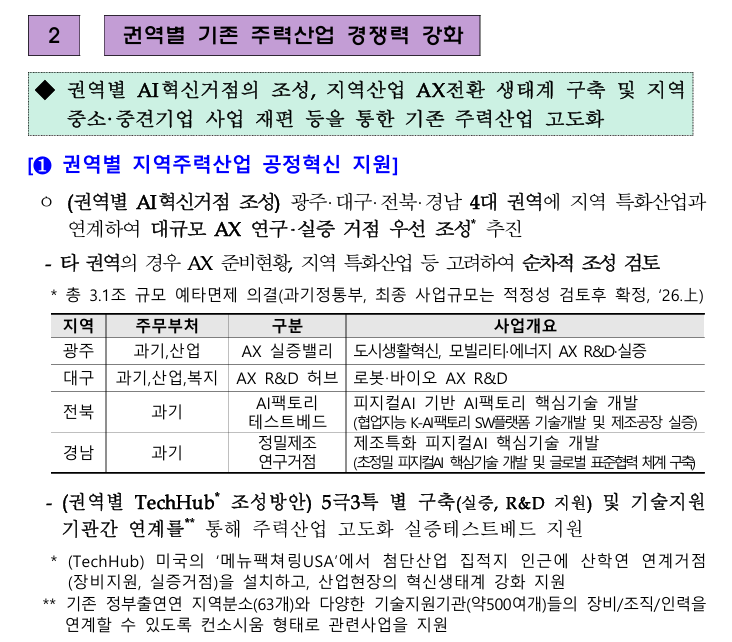 2 권역별 기존 주력산업 경쟁력 강화
◆ 권역별 AI혁신거점의 조성, 지역산업 AX전환 생태계 구축 및 지역
중소·중견기업 사업 재편 등을 통한 기존 주력산업 고도화
[❶ 권역별 지역주력산업 공정혁신 지원]
ㅇ (권역별 AI혁신거점 조성) 광주·대구·전북·경남 4대 권역에 지역 특화산업과
연계하여 대규모 AX 연구·실증 거점 우선 조성* 추진
- 타 권역의 경우 AX 준비현황, 지역 특화산업 등 고려하여 순차적 조성 검토
* 총 3.1조 규모 예타면제 의결(과기정통부, 최종 사업규모는 적정성 검토후 확정, ‘26.上)
지역 주무부처 구분 사업개요
광주 과기,산업 AX 실증밸리 도시생활혁신, 모빌리티·에너지 AX R&D·실증
대구 과기,산업,복지 AX R&D 허브 로봇·바이오 AX R&D
전북 과기 AI팩토리 테스트베드 피지컬AI 기반 AI팩토리 핵심기술 개발
(협업지능 K-AI팩토리 SW플랫폼 기술개발 및 제조공장 실증)
경남 과기 정밀제조 연구거점 제조특화 피지컬AI 핵심기술 개발
(초정밀 피지컬AI 핵심기술 개발 및 글로벌 표준협력 체계 구축)
- (권역별 TechHub* 조성방안) 5극3특 별 구축(실증, R&D 지원) 및 기술지원
기관간 연계를** 통해 주력산업 고도화 실증테스트베드 지원
* (TechHub) 미국의 ‘메뉴팩쳐링USA’에서 첨단산업 집적지 인근에 산학연 연계거점
(장비지원, 실증거점)을 설치하고, 산업현장의 혁신생태계 강화 지원
** 기존 정부출연연 지역분소(63개)와 다양한 기술지원기관(약500여개)들의 장비/조직/인력을
연계할 수 있도록 컨소시움 형태로 관련사업을 지원